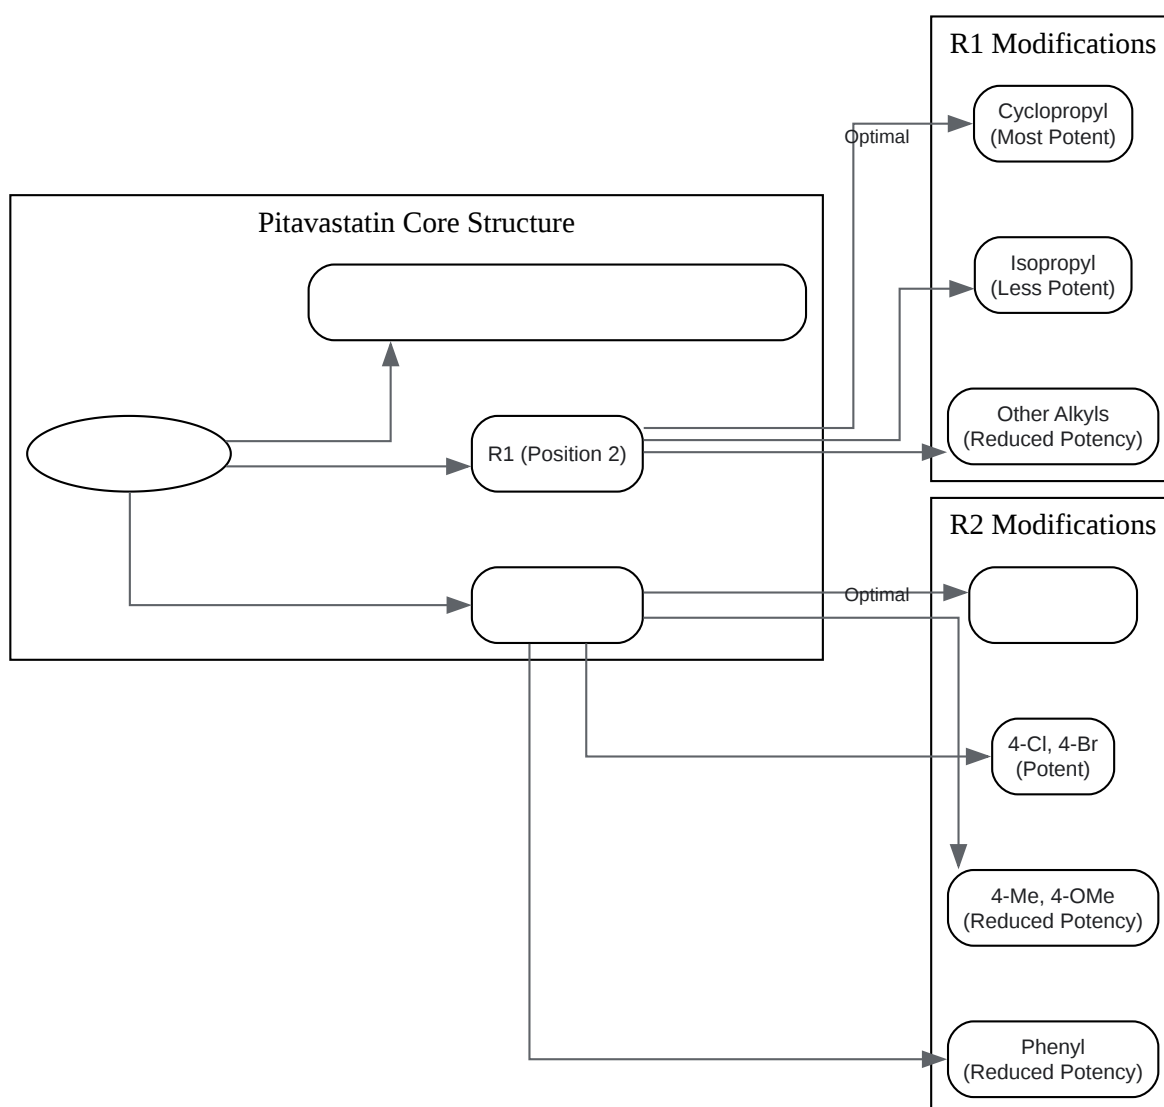 R1 Modifications
Cyclopropyl
(Most Potent)
Optimal
Pitavastatin Core Structure
Isopropyl
(Less Potent)
Other Alkyls
(Reduced Potency)
R1 (Position 2)
R2 Modifications
Optimal
4-Cl, 4-Br
(Potent)
4-Me, 4-OMe
(Reduced Potency)
Phenyl
(Reduced Potency)